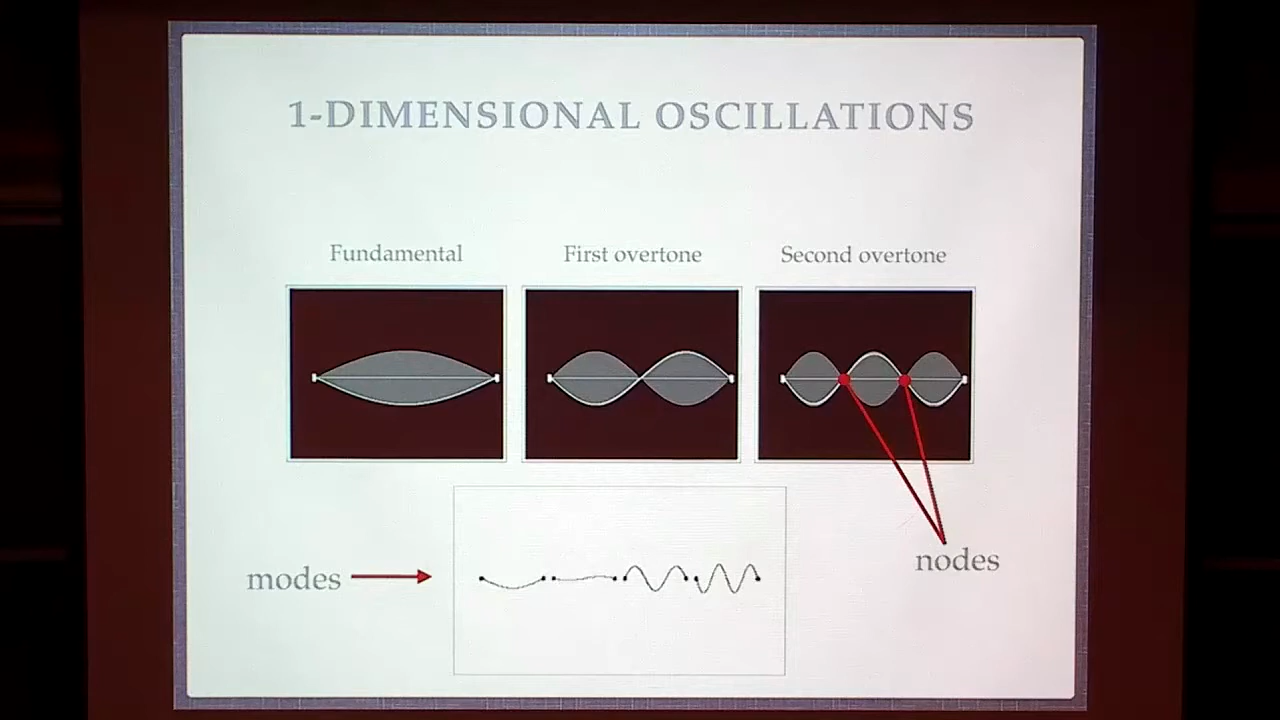 1-DIMENSIONAL OSCILLATIONS
Fundamental
First overtone
Second overtone
modes
nodes